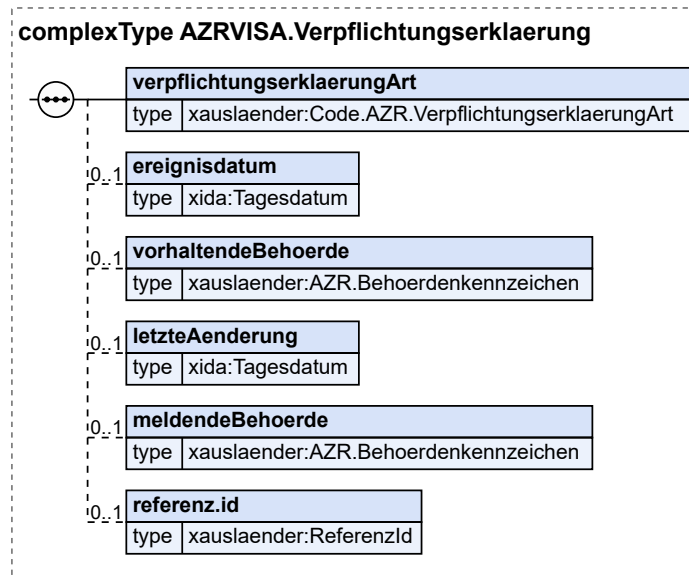 complexType AZRVISA.Verpflichtungserklaerung
verpflichtungserklaerungArt
type xauslaender:Code.AZR.VerpflichtungserklaerungArt
0..1 ereignisdatum
type xida:Tagesdatum
0..1 vorhaltendeBehoerde
type xauslaender:AZR.Behoerdenkennzeichen
0..1 letzteAenderung
type xida:Tagesdatum
0..1 meldendeBehoerde
type xauslaender:AZR.Behoerdenkennzeichen
0..1 referenz.id
type xauslaender:ReferenzId